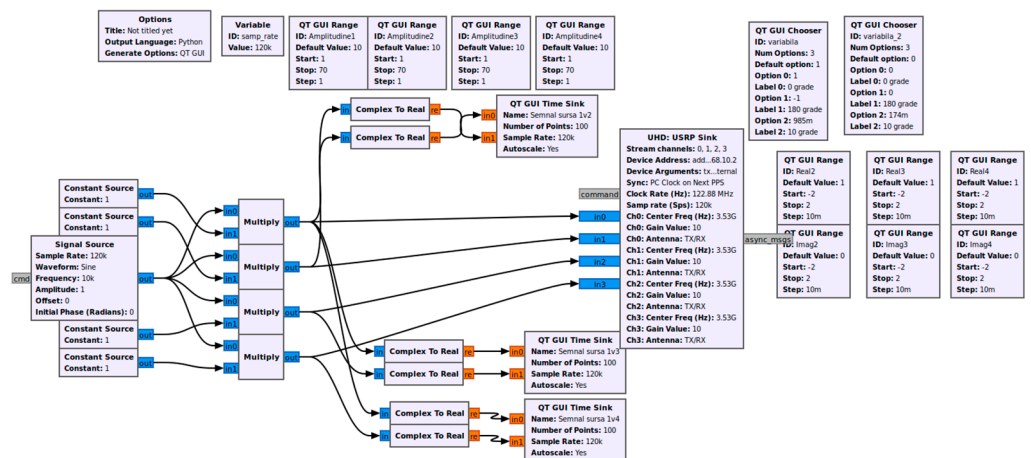 Options
Title: Not titled yet
Output Language: Python
Generate Options: QT GUI
Variable
ID: samp_rate
Value: 120k
QT GUI Range
ID: Amplitudine1
Default Value: 10
Start: 1
Stop: 70
Step: 1
QT GUI Range
ID: Amplitudine2
Default Value: 10
Start: 1
Stop: 70
Step: 1
QT GUI Range
ID: Amplitudine3
Default Value: 10
Start: 1
Stop: 70
Step: 1
QT GUI Range
ID: Amplitudine4
Default Value: 10
Start: 1
Stop: 70
Step: 1
QT GUI Chooser
ID: variabila
Num Options: 3
Default option: 1
Option 0: 1
Label 0: 0 grade
Option 1: -1
Label 1: 180 grade
Option 2: 985m
Label 2: 10 grade
QT GUI Chooser
ID: variabila_2
Num Options: 3
Default option: 0
Option 0: 0
Label 0: 0 grade
Option 1: 0
Label 1: 180 grade
Option 2: 174m
Label 2: 10 grade
in
Complex To Real
re
in
Complex To Real
re
in0
in1
QT GUI Time Sink
Name: Semnal sursa 1v2
Number of Points: 100
Sample Rate: 120k
Autoscale: Yes
command
in0
in1
in2
in3
UHD: USRP Sink
Stream channels: 0, 1, 2, 3
Device Address: add...68.10.2
Device Arguments: tx...ternal
Sync: PC Clock on Next PPS
Clock Rate (Hz): 122.88 MHz
Samp rate (Sps): 120k
Ch0: Center Freq (Hz): 3.53G
Ch0: Gain Value: 10
Ch0: Antenna: TX/RX
Ch1: Center Freq (Hz): 3.53G
Ch1: Gain Value: 10
Ch1: Antenna: TX/RX
Ch2: Center Freq (Hz): 3.53G
Ch2: Gain Value: 10
Ch2: Antenna: TX/RX
Ch3: Center Freq (Hz): 3.53G
Ch3: Gain Value: 10
Ch3: Antenna: TX/RX
async_msgs
QT GUI Range
ID: Real2
Default Value: 1
Start: -2
Stop: 2
Step: 10m
QT GUI Range
ID: Real3
Default Value: 1
Start: -2
Stop: 2
Step: 10m
QT GUI Range
ID: Real4
Default Value: 1
Start: -2
Stop: 2
Step: 10m
QT GUI Range
ID: Imag2
Default Value: 0
Start: -2
Stop: 2
Step: 10m
QT GUI Range
ID: Imag3
Default Value: 0
Start: -2
Stop: 2
Step: 10m
QT GUI Range
ID: Imag4
Default Value: 0
Start: -2
Stop: 2
Step: 10m
Constant Source
Constant: 1
out
Constant Source
Constant: 1
out
cmd
Signal Source
Sample Rate: 120k
Waveform: Sine
Frequency: 10k
Amplitude: 1
Offset: 0
Initial Phase (Radians): 0
out
Constant Source
Constant: 1
out
Constant Source
Constant: 1
out
in0
in1
Multiply
out
in0
in1
Multiply
out
in0
in1
Multiply
out
in0
in1
Multiply
out
in
Complex To Real
re
in
Complex To Real
re
in0
in1
QT GUI Time Sink
Name: Semnal sursa 1v3
Number of Points: 100
Sample Rate: 120k
Autoscale: Yes
in
Complex To Real
re
in
Complex To Real
re
in0
in1
QT GUI Time Sink
Name: Semnal sursa 1v4
Number of Points: 100
Sample Rate: 120k
Autoscale: Yes